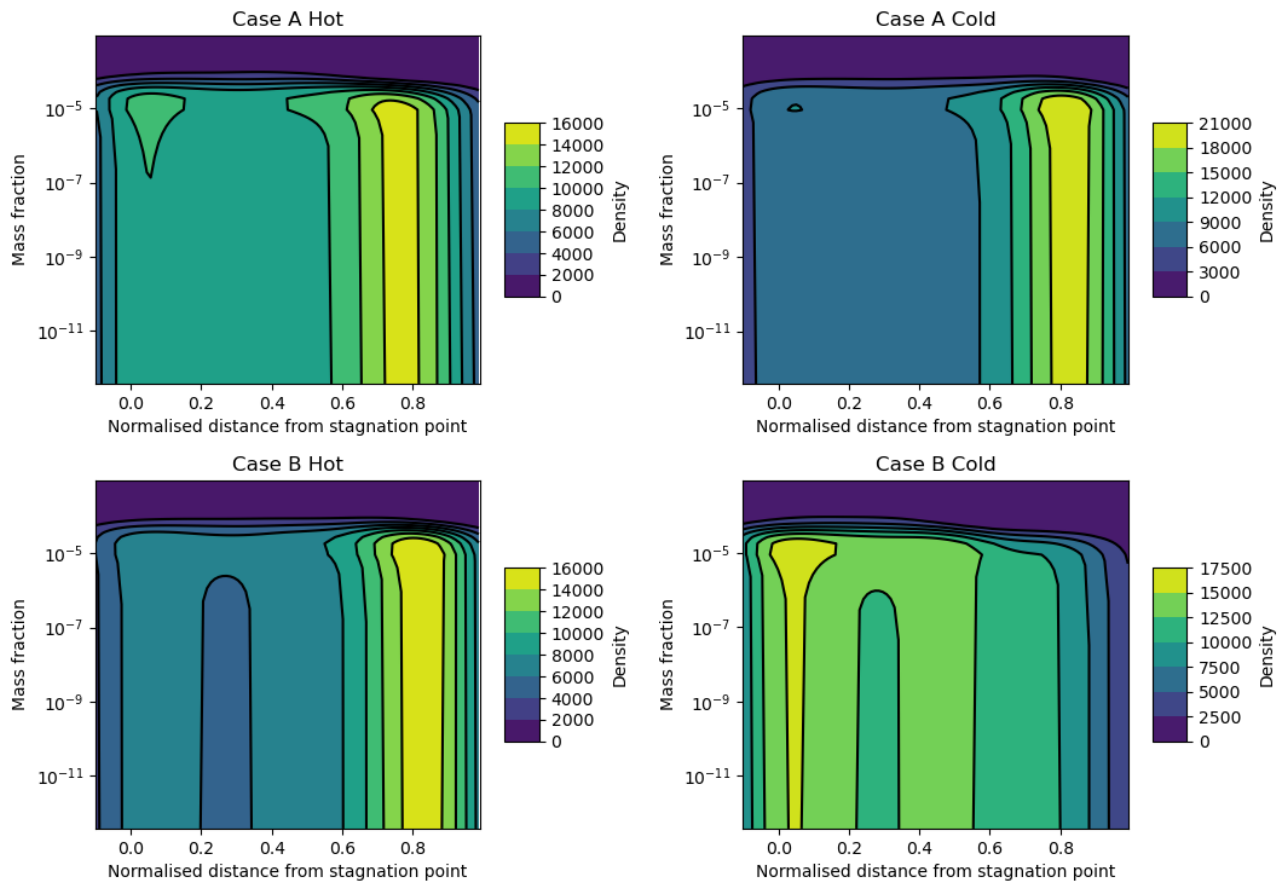 Case A Hot
Mass fraction
10⁻⁵
10⁻⁷
10⁻⁹
10⁻¹¹
0.0 0.2 0.4 0.6 0.8
Normalised distance from stagnation point
16000
14000
12000
10000
8000
6000
4000
2000
0
Density
Case A Cold
Mass fraction
10⁻⁵
10⁻⁷
10⁻⁹
10⁻¹¹
0.0 0.2 0.4 0.6 0.8
Normalised distance from stagnation point
21000
18000
15000
12000
9000
6000
3000
0
Density
Case B Hot
Mass fraction
10⁻⁵
10⁻⁷
10⁻⁹
10⁻¹¹
0.0 0.2 0.4 0.6 0.8
Normalised distance from stagnation point
16000
14000
12000
10000
8000
6000
4000
2000
0
Density
Case B Cold
Mass fraction
10⁻⁵
10⁻⁷
10⁻⁹
10⁻¹¹
0.0 0.2 0.4 0.6 0.8
Normalised distance from stagnation point
17500
15000
12500
10000
7500
5000
2500
0
Density